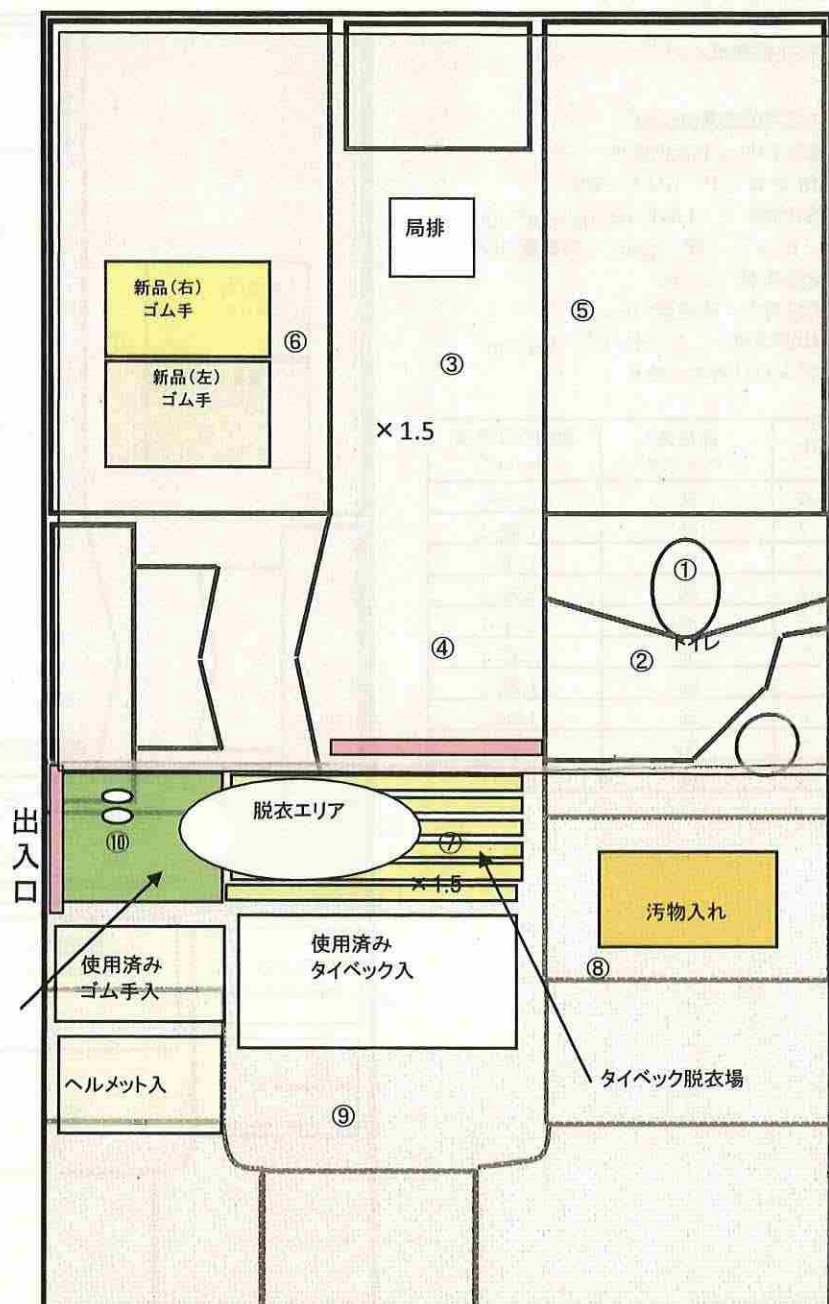 局排
新品(右)
ゴム手
⑥
⑤
③
新品(左)
ゴム手
×1.5
①
トイレ
④
②
出入口
脱衣エリア
⑩
⑦
×1.5
汚物入れ
使用済み
ゴム手入
使用済み
タイベック入
⑧
ヘルメット入
タイベック脱衣場
⑨